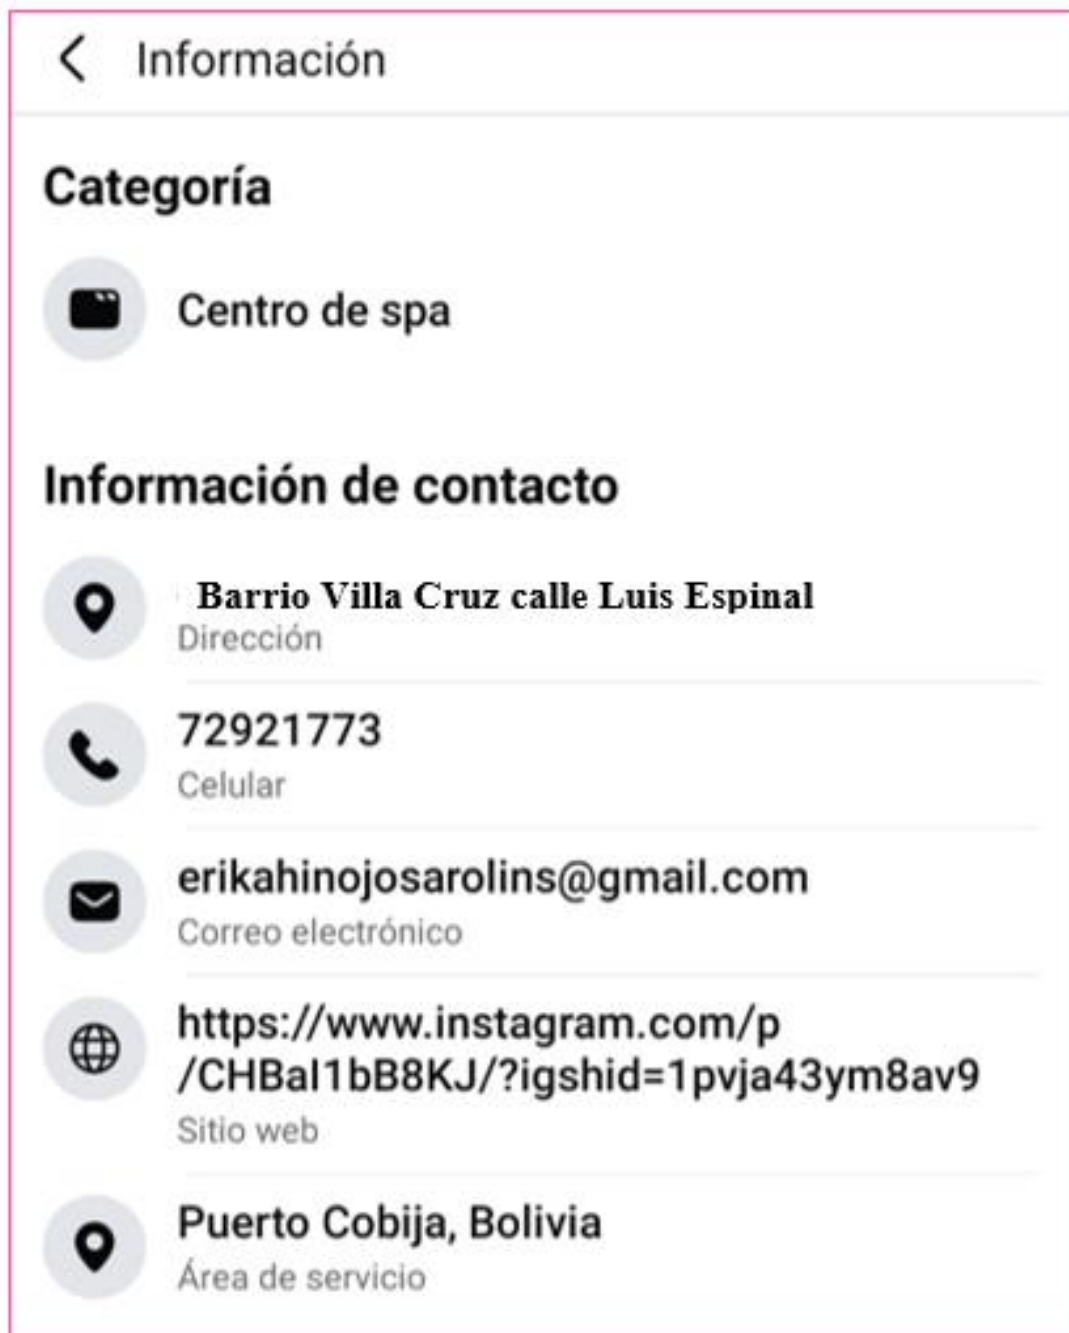 Información
Categoría
Centro de spa
Información de contacto
Barrio Villa Cruz calle Luis Espinal
Dirección
72921773
Celular
erikahinojosarolins@gmail.com
Correo electrónico
https://www.instagram.com/p
/CHBaI1bB8KJ/?igshid=1pvja43ym8av9
Sitio web
Puerto Cobija, Bolivia
Área de servicio